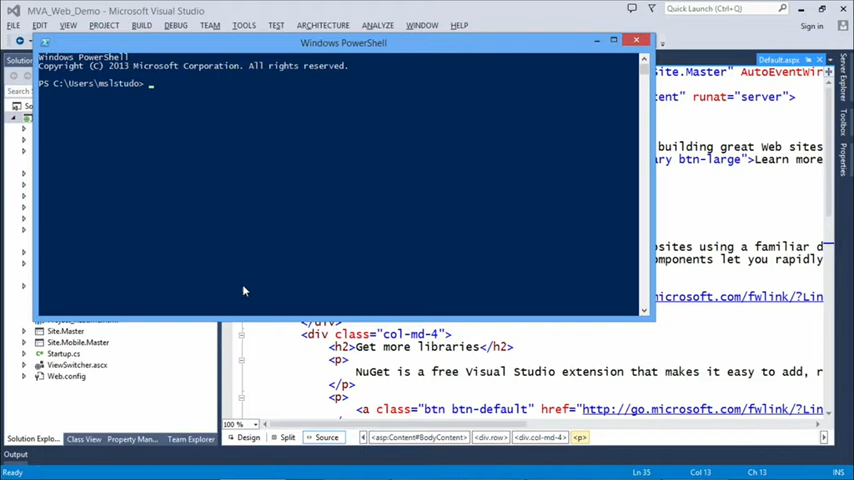 MVA_Web_Demo - Microsoft Visual Studio
Quick Launch (Ctrl+Q)
FILE EDIT VIEW PROJECT BUILD DEBUG TEAM TOOLS TEST ARCHITECTURE ANALYZE WINDOW HELP
Sign in
Windows PowerShell
Windows PowerShell
Copyright (C) 2013 Microsoft Corporation. All rights reserved.
PS C:\Users\mslstudo>
Solution
Search
So
Default.aspx
Site.Master" AutoEventWir
tent" runat="server">
building great Web sites
ary btn-large">Learn more
sites using a familiar d
ponents let you rapidly
microsoft.com/fwlink/?Lin
</div>
<div class="col-md-4">
<h2>Get more libraries</h2>
<p>
NuGet is a free Visual Studio extension that makes it easy to add, r
</p>
<p>
<a class="btn btn-default" href="http://go.microsoft.com/fwlink/?Lin
Site.Master
Site.Mobile.Master
Startup.cs
ViewSwitcher.ascx
Web.config
Server Explorer
Toolbox
Properties
100 %
Design Split Source <asp:Content#BodyContent> <div.row> <div.col-md-4> <p>
Solution Explo... Class View Property Man... Team Explorer
Output
Ready Ln 35 Col 13 Ch 13 INS